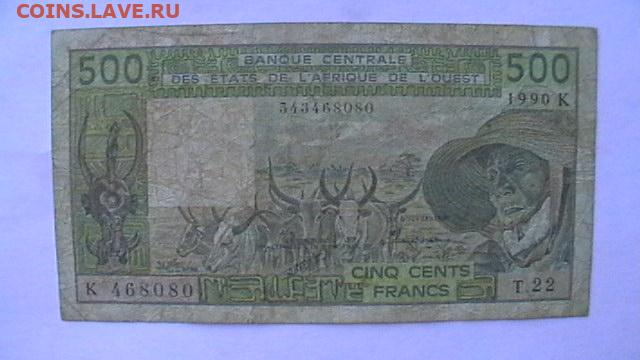 COINS.LAVE.RU
500
BANQUE CENTRALE
DES ETATS DE L'AFRIQUE DE L'OUEST
500
1990 K
343468080
CINQ CENTS
FRANCS
K 468080
T.22